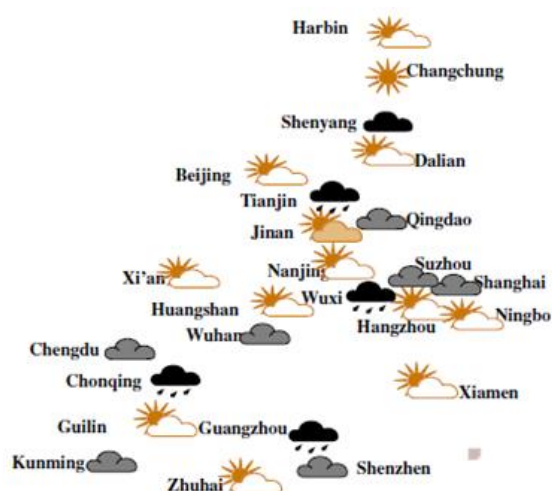 Harbin
Changchung
Shenyang
Dalian
Beijing
Tianjin
Qingdao
Jinan
Suzhou
Nanjing
Xi'an
Shanghai
Wuxi
Huangshan
Ningbo
Hangzhou
Wuhan
Chengdu
Chonqing
Xiamen
Guilin
Guangzhou
Kunming
Shenzhen
Zhuhai